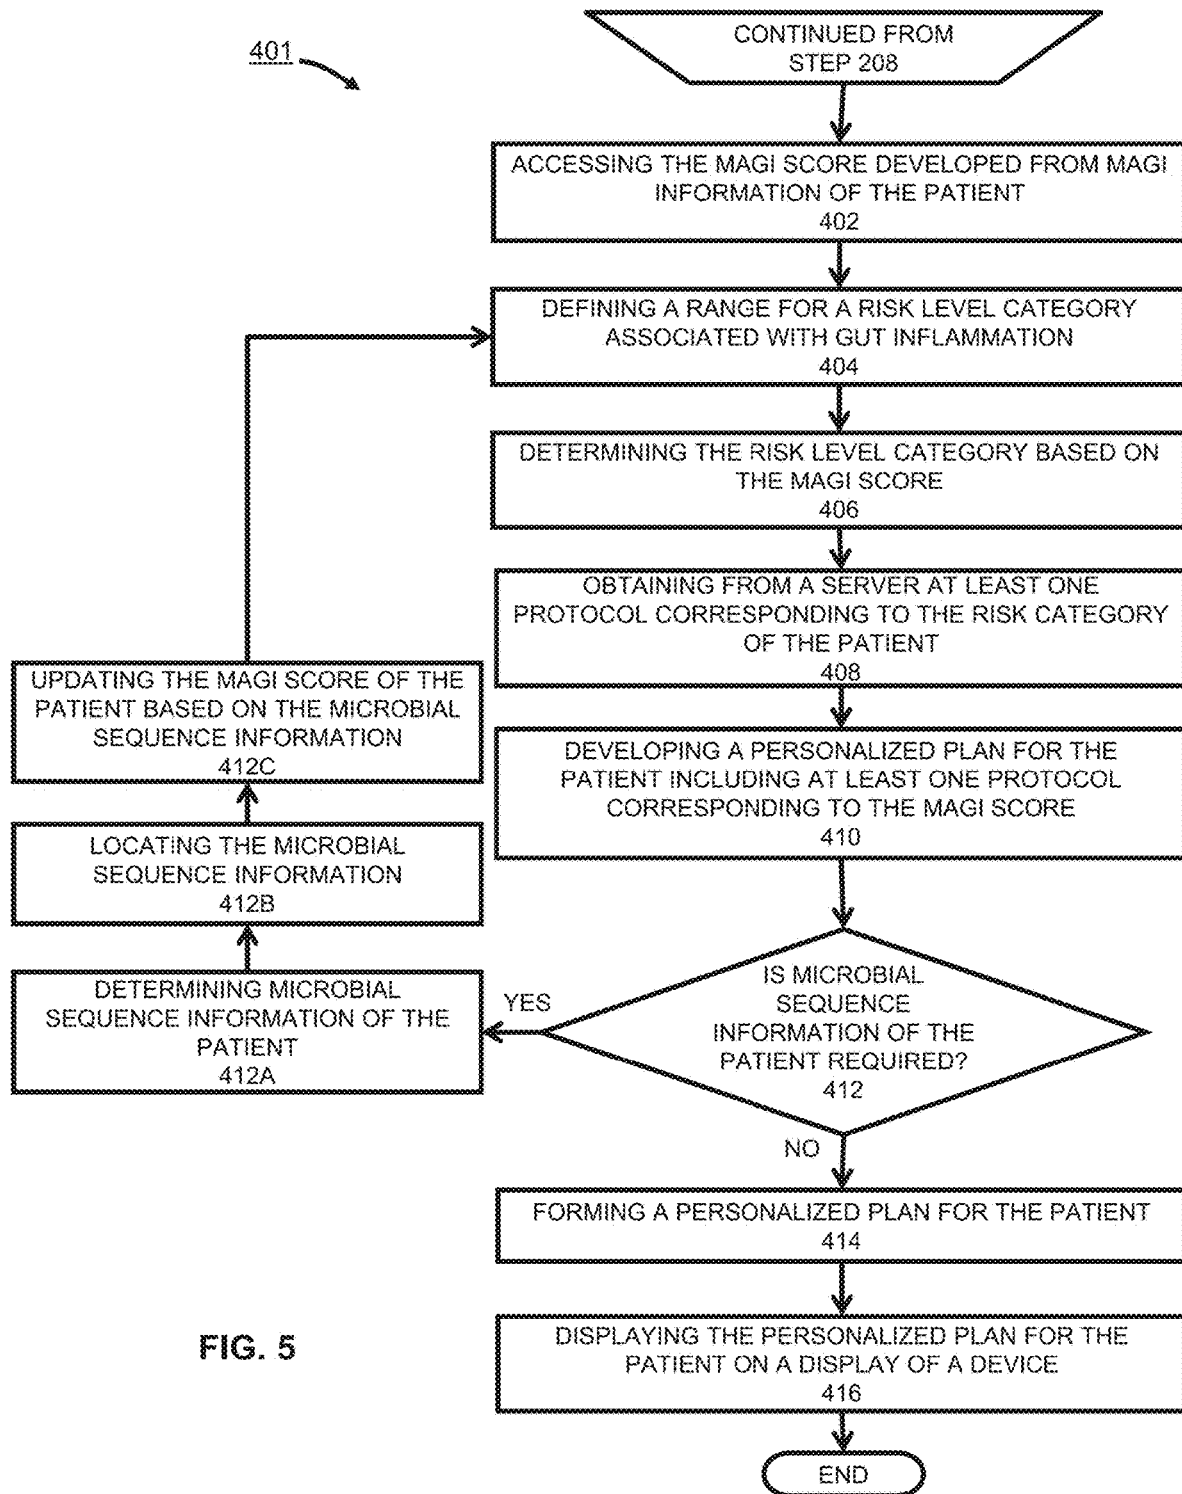 401
CONTINUED FROM
STEP 208
ACCESSING THE MAGI SCORE DEVELOPED FROM MAGI
INFORMATION OF THE PATIENT
402
DEFINING A RANGE FOR A RISK LEVEL CATEGORY
ASSOCIATED WITH GUT INFLAMMATION
404
DETERMINING THE RISK LEVEL CATEGORY BASED ON
THE MAGI SCORE
406
OBTAINING FROM A SERVER AT LEAST ONE
PROTOCOL CORRESPONDING TO THE RISK CATEGORY
OF THE PATIENT
408
DEVELOPING A PERSONALIZED PLAN FOR THE
PATIENT INCLUDING AT LEAST ONE PROTOCOL
CORRESPONDING TO THE MAGI SCORE
410
IS MICROBIAL
SEQUENCE
INFORMATION OF THE
PATIENT REQUIRED?
412
YES
DETERMINING MICROBIAL
SEQUENCE INFORMATION OF THE
PATIENT
412A
LOCATING THE MICROBIAL
SEQUENCE INFORMATION
412B
UPDATING THE MAGI SCORE OF THE
PATIENT BASED ON THE MICROBIAL
SEQUENCE INFORMATION
412C
NO
FORMING A PERSONALIZED PLAN FOR THE PATIENT
414
DISPLAYING THE PERSONALIZED PLAN FOR THE
PATIENT ON A DISPLAY OF A DEVICE
416
END
FIG. 5